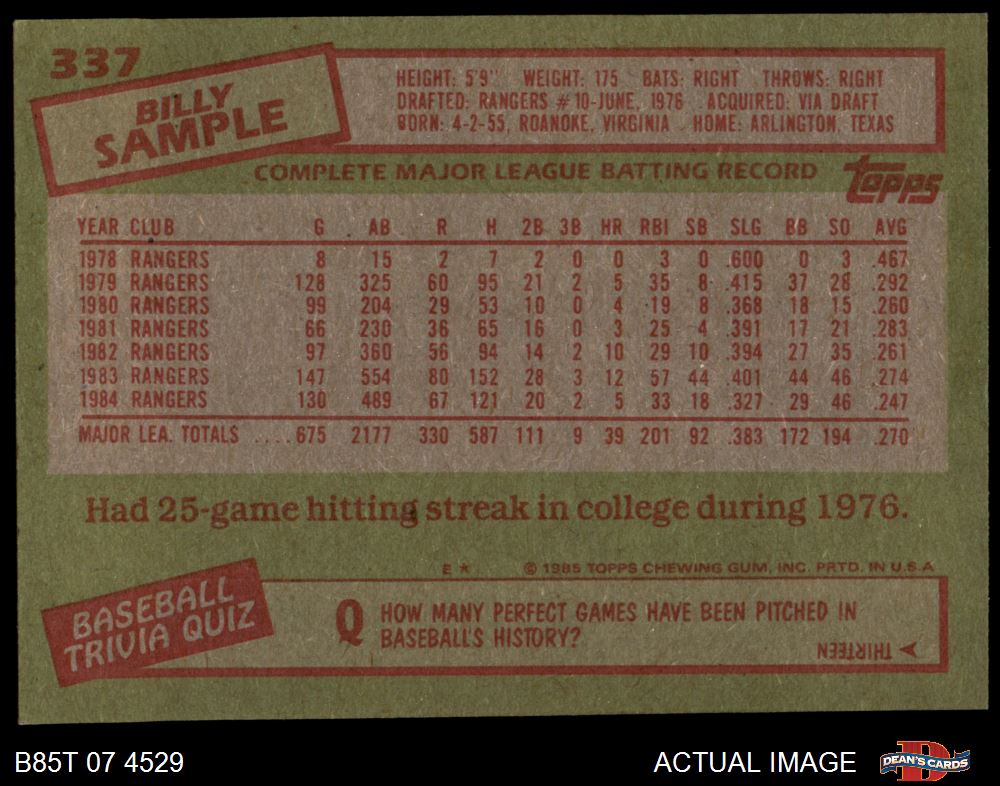 337
BILLY
SAMPLE
HEIGHT: 5'9" WEIGHT: 175 BATS: RIGHT THROWS: RIGHT
DRAFTED: RANGERS #10-JUNE, 1976 ACQUIRED: VIA DRAFT
BORN: 4-2-55, ROANOKE, VIRGINIA HOME: ARLINGTON, TEXAS
COMPLETE MAJOR LEAGUE BATTING RECORD
Topps
YEAR CLUB G AB R H 2B 3B HR RBI SB SLG BB SO AVG
1978 RANGERS 8 15 2 7 2 0 0 3 0 .600 0 3 .467
1979 RANGERS 128 325 60 95 21 2 5 35 8 .415 37 28 .292
1980 RANGERS 99 204 29 53 10 0 4 19 8 .368 18 15 .260
1981 RANGERS 66 230 36 65 16 0 3 25 4 .391 17 21 .283
1982 RANGERS 97 360 56 94 14 2 10 29 10 .394 27 35 .261
1983 RANGERS 147 554 80 152 28 3 12 57 44 .401 44 46 .274
1984 RANGERS 130 489 67 121 20 2 5 33 18 .327 29 46 .247
MAJOR LEA. TOTALS ....675 2177 330 587 111 9 39 201 92 .383 172 194 .270
Had 25-game hitting streak in college during 1976.
E * © 1985 TOPPS CHEWING GUM, INC. PRTD. IN U.S.A
BASEBALL
TRIVIA QUIZ
Q HOW MANY PERFECT GAMES HAVE BEEN PITCHED IN
BASEBALL'S HISTORY?
THIRTEEN
B85T 07 4529
ACTUAL IMAGE
DEAN'S CARDS